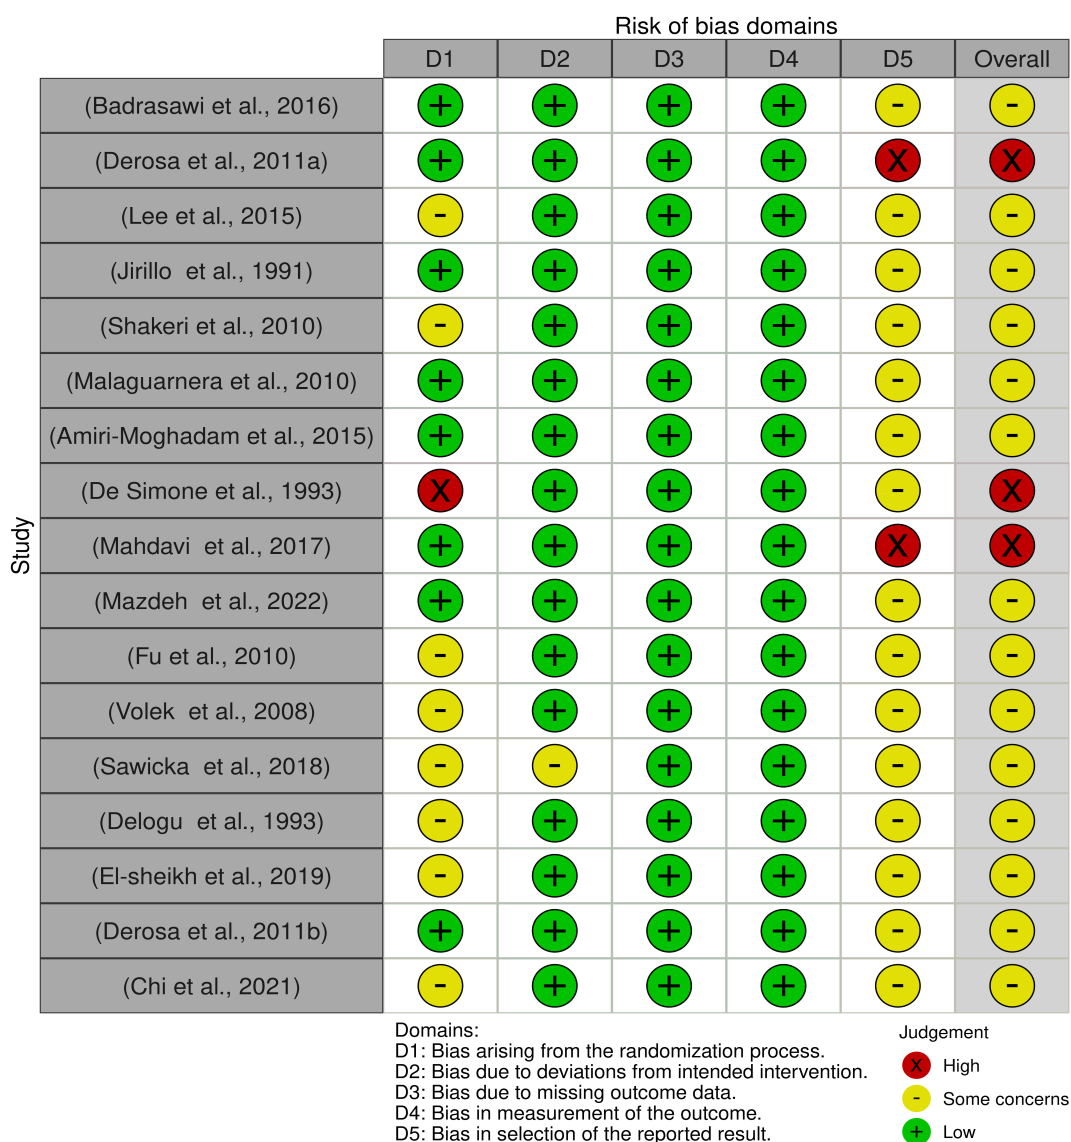 Risk of bias domains
D1 D2 D3 D4 D5 Overall
Study
(Badrasawi et al., 2016) + + + + - -
(Derosa et al., 2011a) + + + + X X
(Lee et al., 2015) - + + + - -
(Jirillo  et al., 1991) + + + + - -
(Shakeri et al., 2010) - + + + - -
(Malaguarnera et al., 2010) + + + + - -
(Amiri-Moghadam et al., 2015) + + + + - -
(De Simone et al., 1993) X + + + - X
(Mahdavi  et al., 2017) + + + + X X
(Mazdeh  et al., 2022) + + + + - -
(Fu et al., 2010) - + + + - -
(Volek  et al., 2008) - + + + - -
(Sawicka  et al., 2018) - - + + - -
(Delogu  et al., 1993) - + + + - -
(El-sheikh et al., 2019) - + + + - -
(Derosa et al., 2011b) + + + + - -
(Chi et al., 2021) - + + + - -
Domains:
D1: Bias arising from the randomization process.
D2: Bias due to deviations from intended intervention.
D3: Bias due to missing outcome data.
D4: Bias in measurement of the outcome.
D5: Bias in selection of the reported result.
Judgement
X High
- Some concerns
+ Low